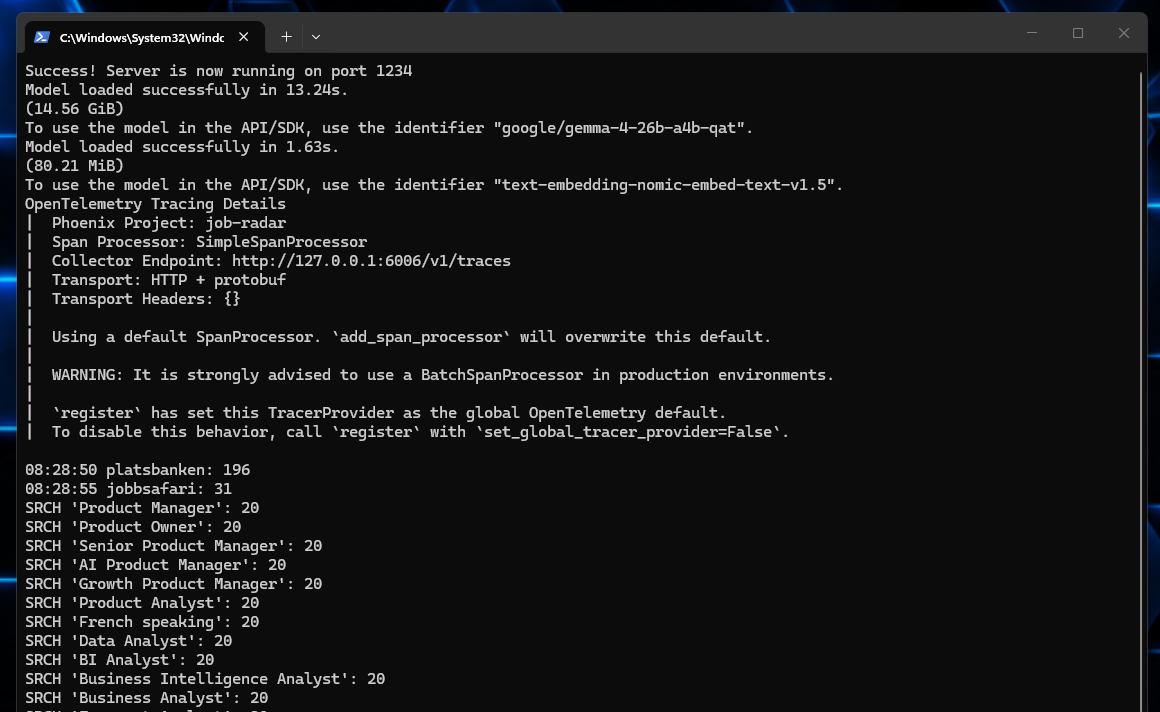 C:\Windows\System32\Windc
Success! Server is now running on port 1234
Model loaded successfully in 13.24s.
(14.56 GiB)
To use the model in the API/SDK, use the identifier "google/gemma-4-26b-a4b-qat".
Model loaded successfully in 1.63s.
(80.21 MiB)
To use the model in the API/SDK, use the identifier "text-embedding-nomic-embed-text-v1.5".
OpenTelemetry Tracing Details
|  Phoenix Project: job-radar
|  Span Processor: SimpleSpanProcessor
|  Collector Endpoint: http://127.0.0.1:6006/v1/traces
|  Transport: HTTP + protobuf
|  Transport Headers: {}
|
|  Using a default SpanProcessor. `add_span_processor` will overwrite this default.
|
|  WARNING: It is strongly advised to use a BatchSpanProcessor in production environments.
|
|  `register` has set this TracerProvider as the global OpenTelemetry default.
|  To disable this behavior, call `register` with `set_global_tracer_provider=False`.
08:28:50 platsbanken: 196
08:28:55 jobbsafari: 31
SRCH 'Product Manager': 20
SRCH 'Product Owner': 20
SRCH 'Senior Product Manager': 20
SRCH 'AI Product Manager': 20
SRCH 'Growth Product Manager': 20
SRCH 'Product Analyst': 20
SRCH 'French speaking': 20
SRCH 'Data Analyst': 20
SRCH 'BI Analyst': 20
SRCH 'Business Intelligence Analyst': 20
SRCH 'Business Analyst': 20